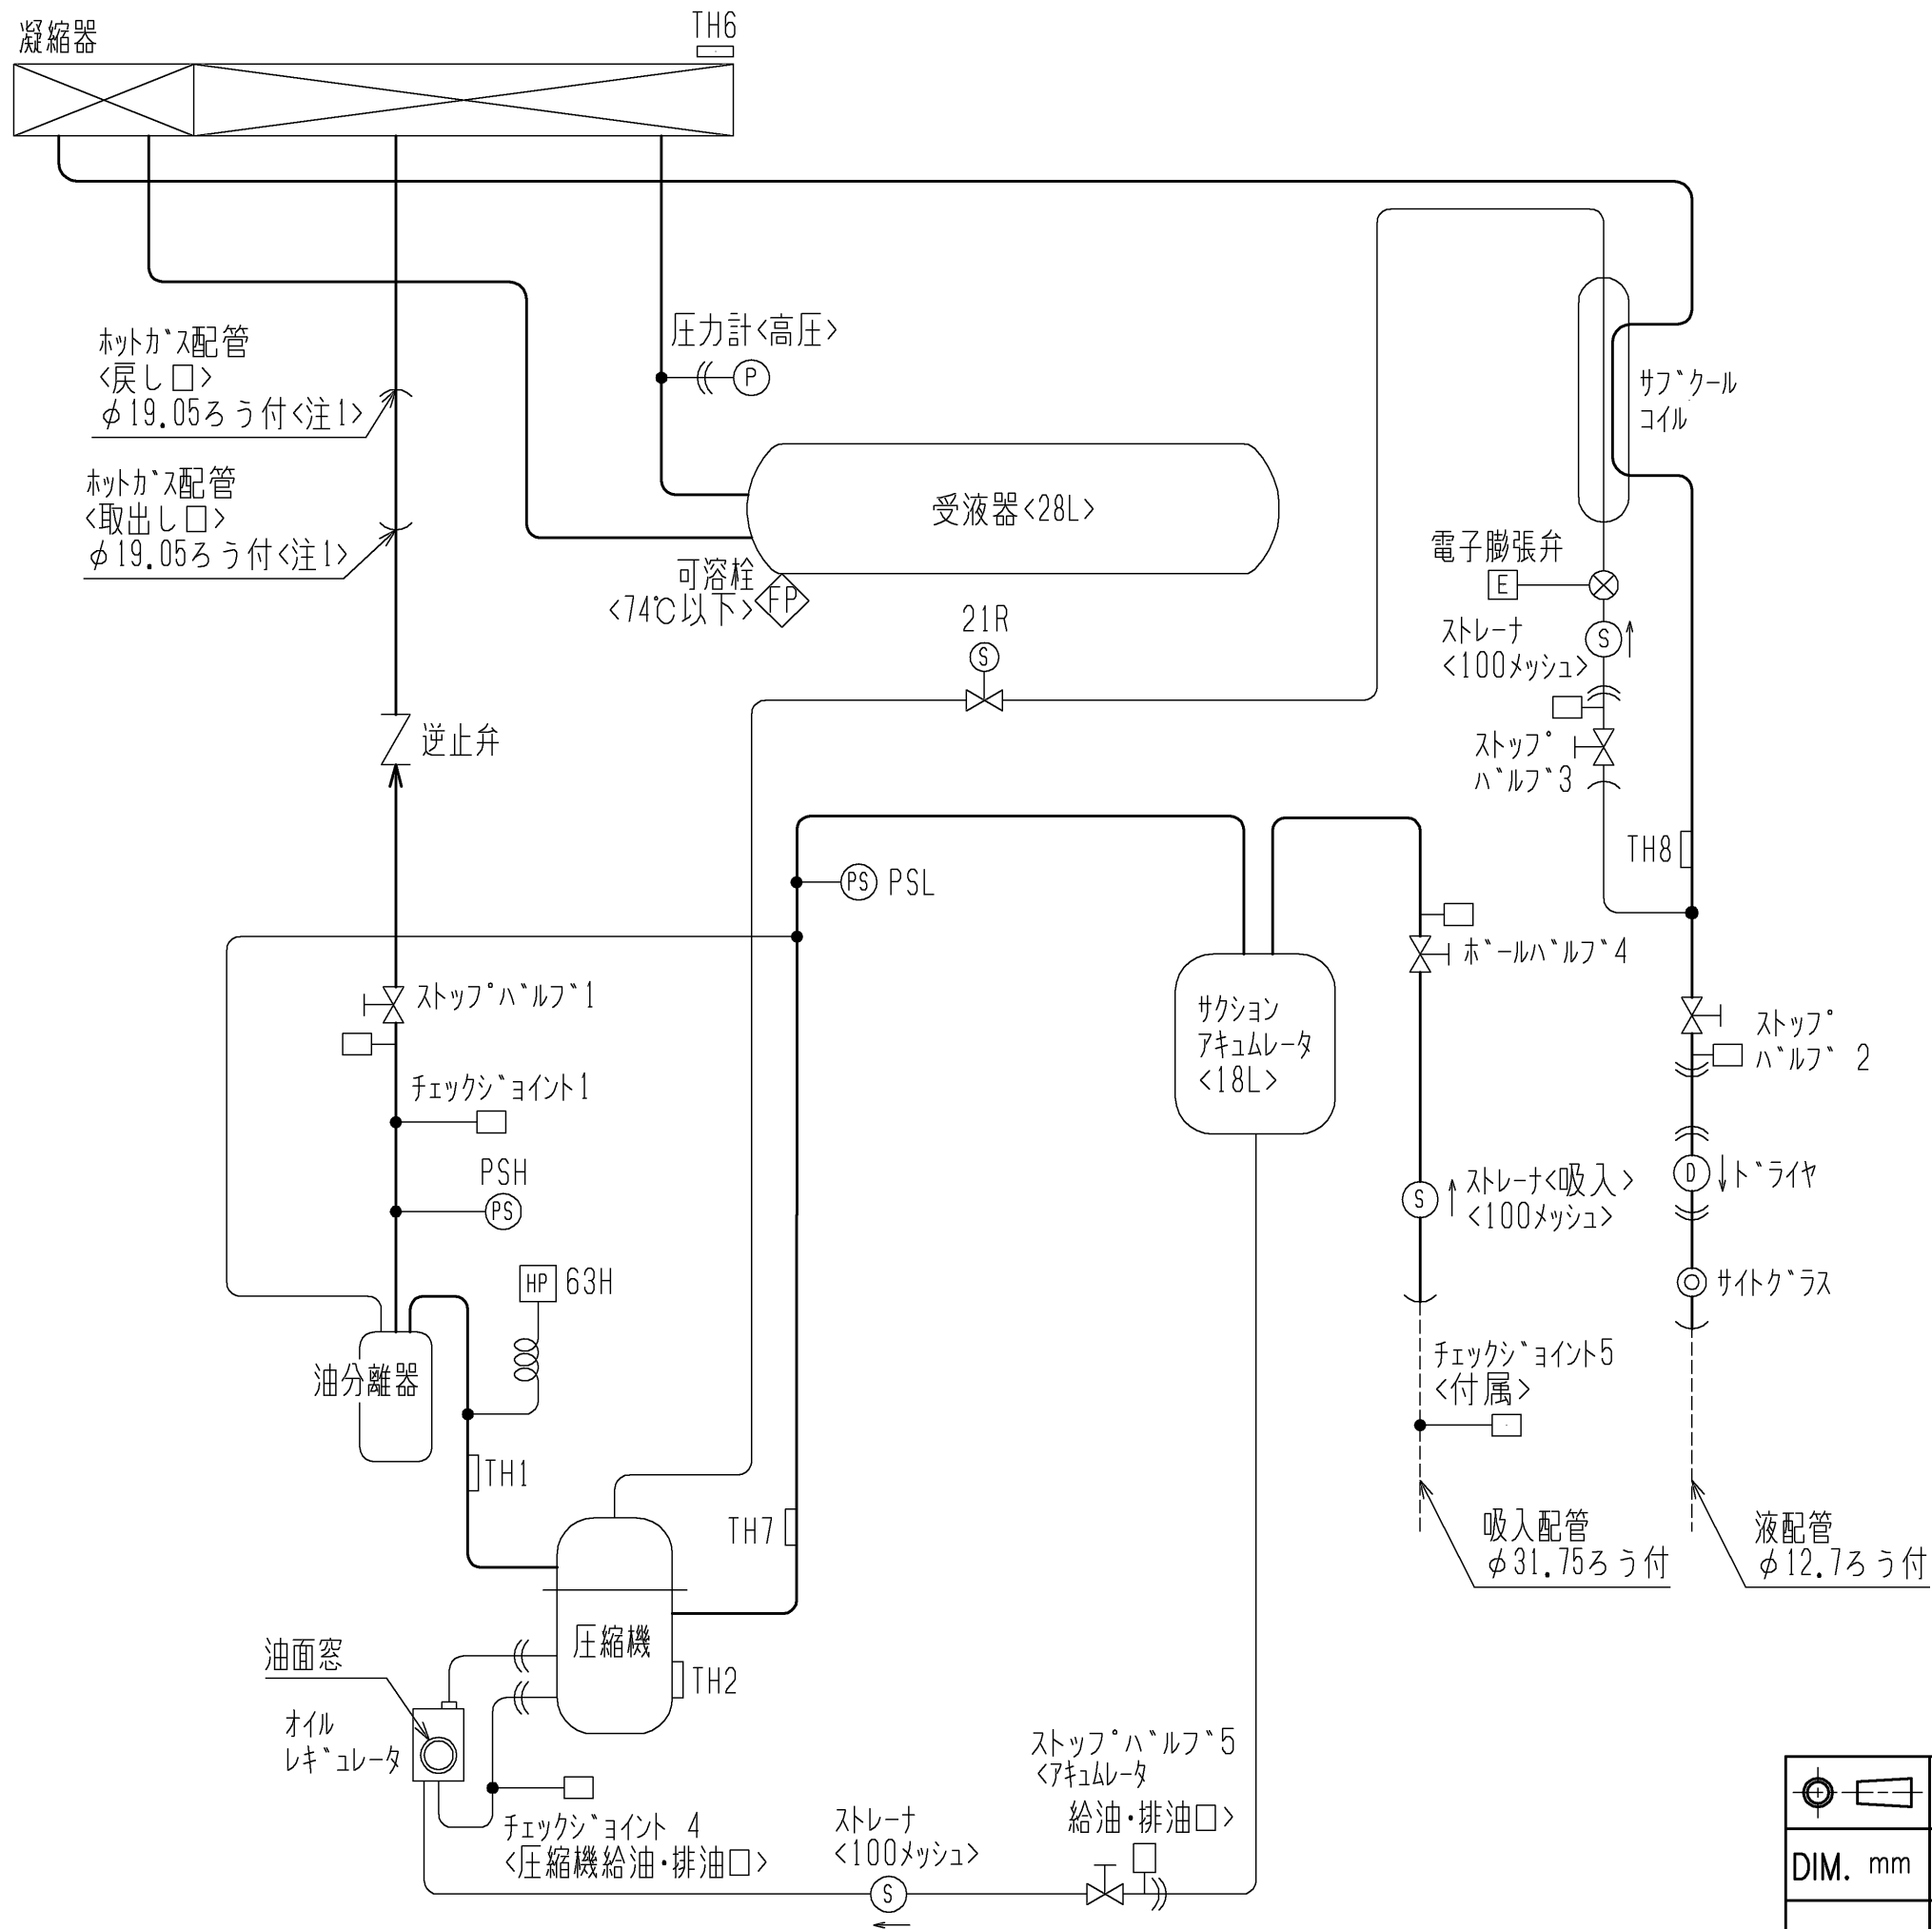 凝縮器
TH6
ホットガス配管
<戻し口>
φ19.05ろう付<注1>
圧力計<高圧>
P
サブクール
コイル
ホットガス配管
<取出し口>
φ19.05ろう付<注1>
受液器<28L>
可溶栓
<74℃以下>
FP
電子膨張弁
E
21R
S
ストレーナ
<100メッシュ>
S
逆止弁
ストップ
バルブ3
TH8
PS
PSL
ボールバルブ4
ストップバルブ1
サクション
アキュムレータ
<18L>
ストップ
バルブ 2
チェックジョイント1
PSH
PS
S
ストレーナ<吸入>
<100メッシュ>
D
ドライヤ
HP
63H
サイトグラス
油分離器
チェックジョイント5
<付属>
TH1
TH7
吸入配管
φ31.75ろう付
液配管
φ12.7ろう付
圧縮機
油面窓
TH2
オイル
レギュレータ
ストップバルブ5
<アキュムレータ
給油・排油口>
チェックジョイント 4
<圧縮機給油・排油口>
ストレーナ
<100メッシュ>
S
DIM. mm